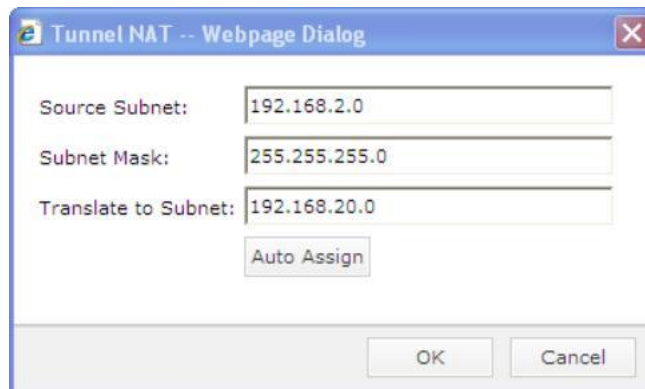 Tunnel NAT -- Webpage Dialog
Source Subnet: 192.168.2.0
Subnet Mask: 255.255.255.0
Translate to Subnet: 192.168.20.0
Auto Assign
OK Cancel